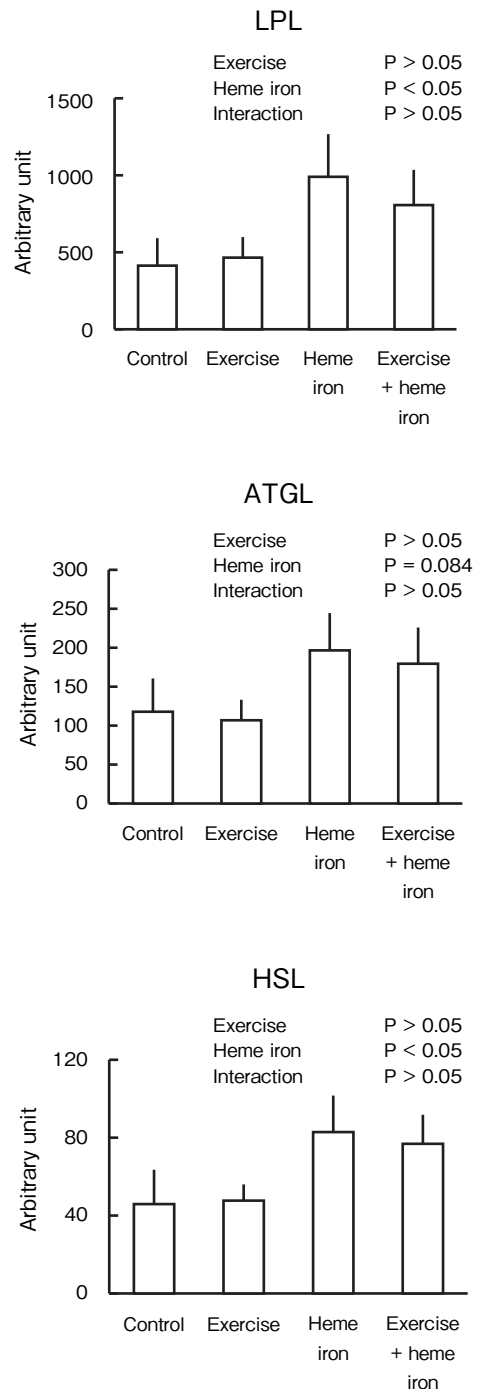 LPL
Exercise P > 0.05
Heme iron P < 0.05
Interaction P > 0.05
1500
1000
500
0
Arbitrary unit
Control Exercise Heme Exercise
iron + heme
iron
ATGL
Exercise P > 0.05
Heme iron P = 0.084
Interaction P > 0.05
300
250
200
150
100
50
0
Arbitrary unit
Control Exercise Heme Exercise
iron + heme
iron
HSL
Exercise P > 0.05
Heme iron P < 0.05
Interaction P > 0.05
120
80
40
0
Arbitrary unit
Control Exercise Heme Exercise
iron + heme
iron